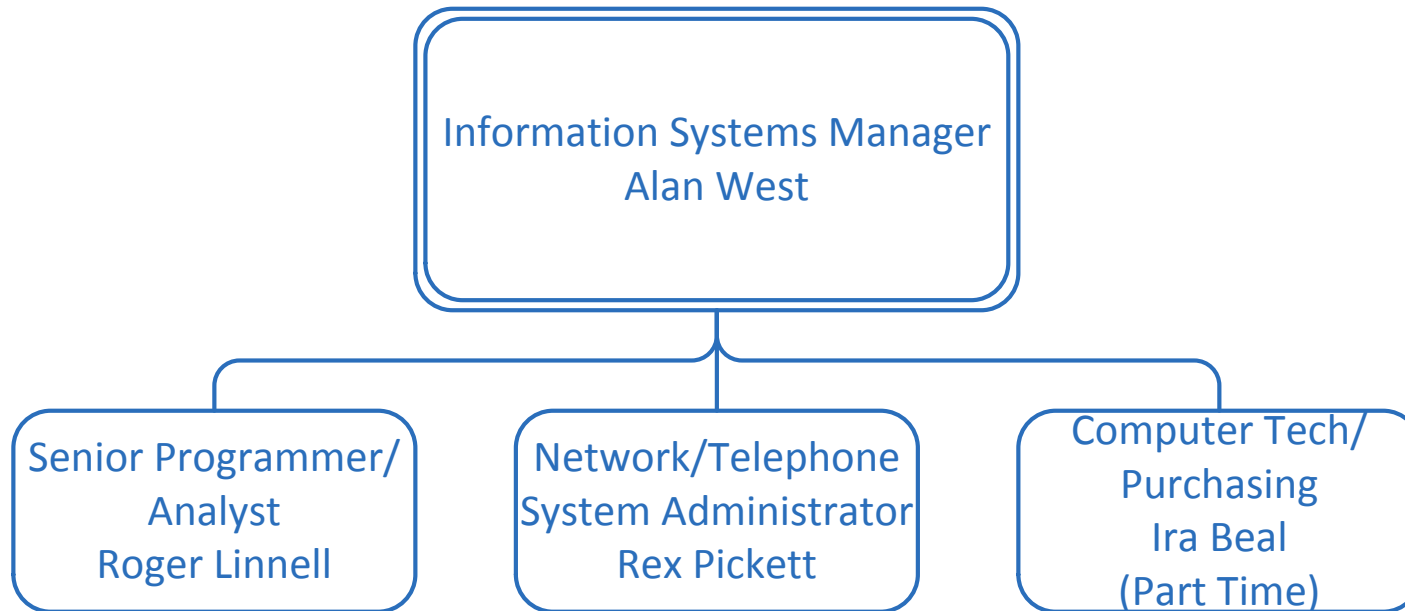 Information Systems Manager
Alan West
Senior Programmer/
Analyst
Roger Linnell
Network/Telephone
System Administrator
Rex Pickett
Computer Tech/
Purchasing
Ira Beal
(Part Time)